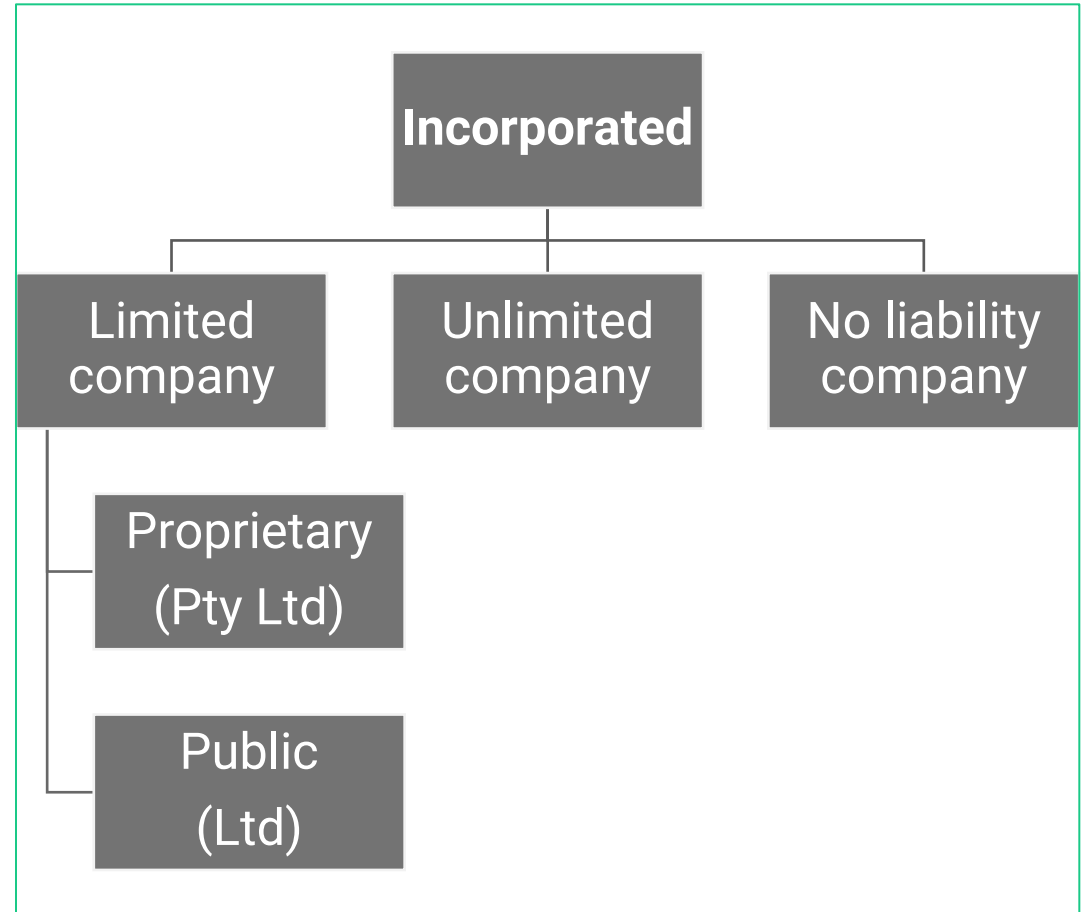 Incorporated
Limited
company
Unlimited
company
No liability
company
Proprietary
(Pty Ltd)
Public
(Ltd)